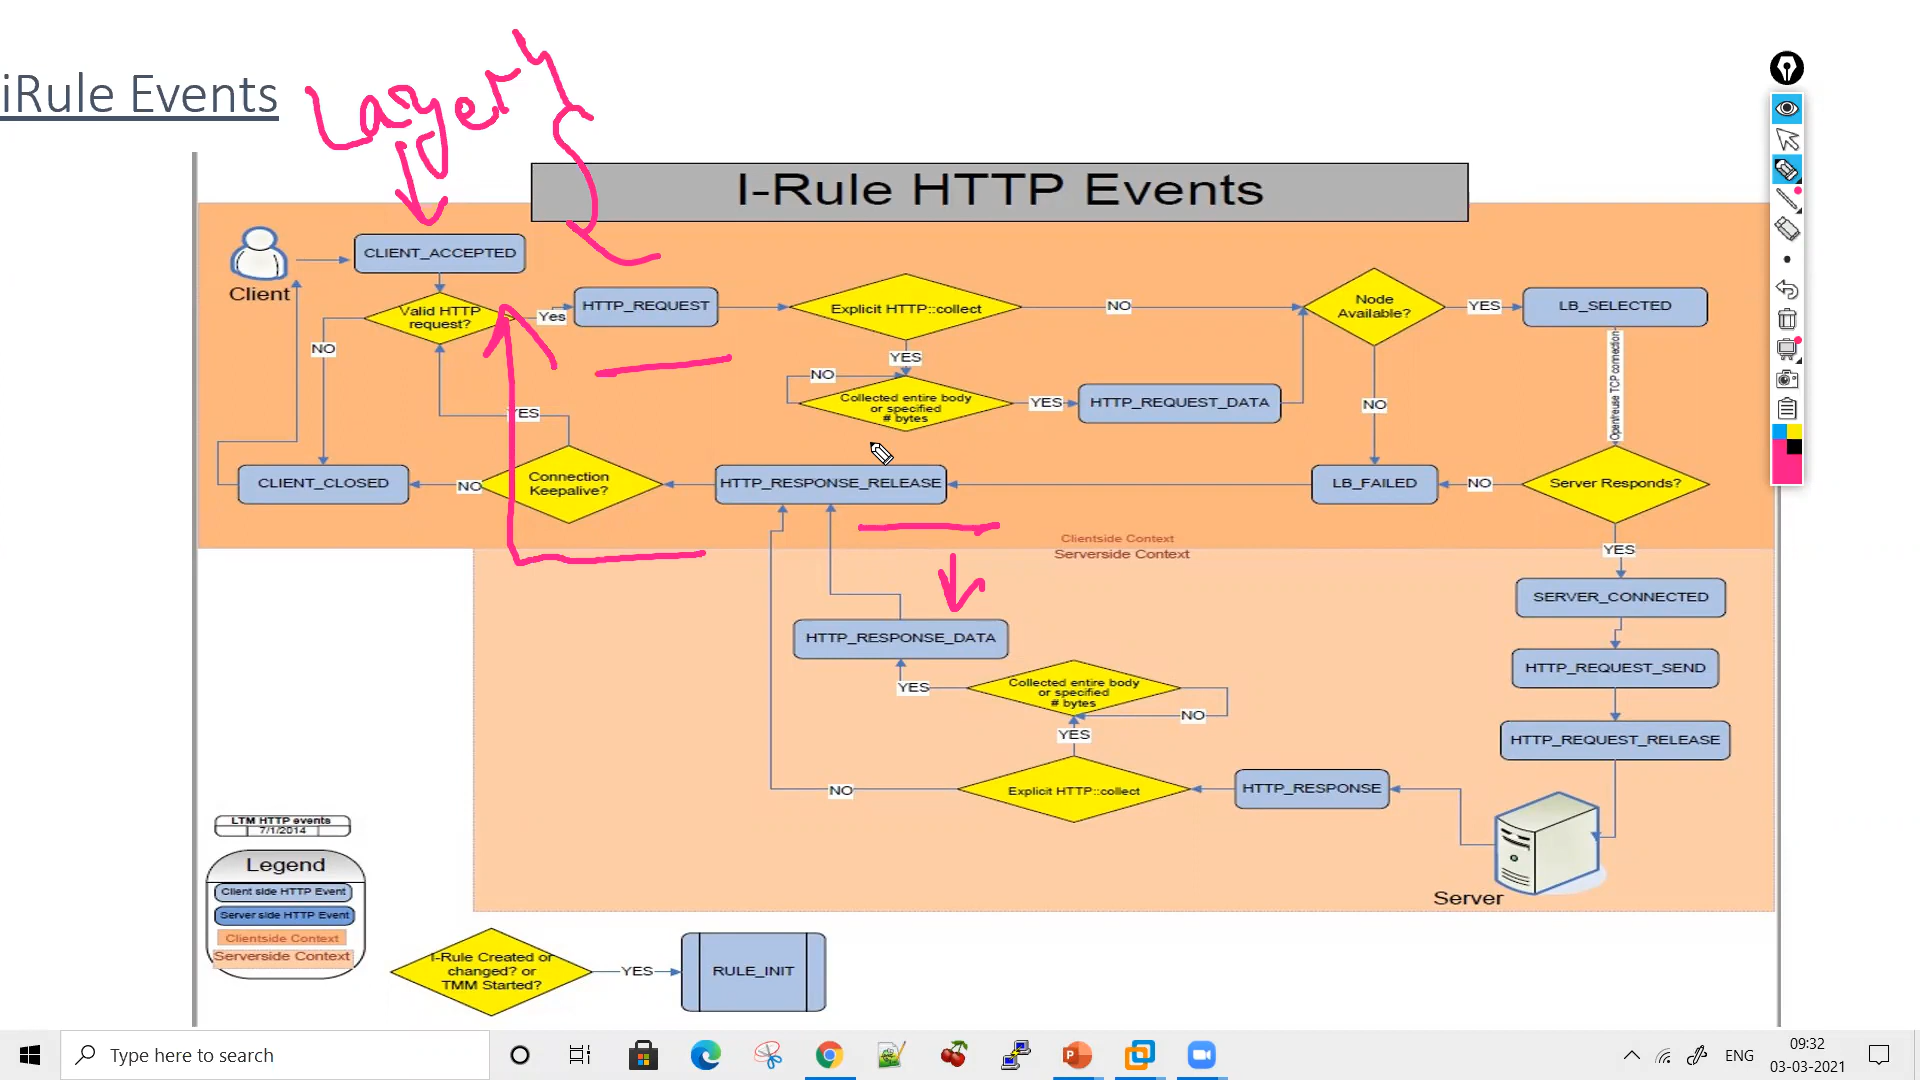 iRule Events
Layery
I-Rule HTTP Events
Client
CLIENT_ACCEPTED
Valid HTTP
request?
Yes
HTTP_REQUEST
Explicit HTTP::collect
NO
Node
Available?
YES
LB_SELECTED
NO
YES
NO
Collected entire body
or specified
# bytes
YES
HTTP_REQUEST_DATA
NO
Open/reuse TCP connection
YES
CLIENT_CLOSED
NO
Connection
Keepalive?
HTTP_RESPONSE_RELEASE
LB_FAILED
NO
Server Responds?
Clientside Context
Serverside Context
YES
SERVER_CONNECTED
HTTP_RESPONSE_DATA
HTTP_REQUEST_SEND
YES
Collected entire body
or specified
# bytes
NO
YES
HTTP_REQUEST_RELEASE
NO
Explicit HTTP::collect
HTTP_RESPONSE
Server
LTM HTTP events
7/1/2014
Legend
Client side HTTP Event
Server side HTTP Event
Clientside Context
Serverside Context
I-Rule Created or
changed? or
TMM Started?
YES
RULE_INIT
Type here to search
ENG
09:32
03-03-2021